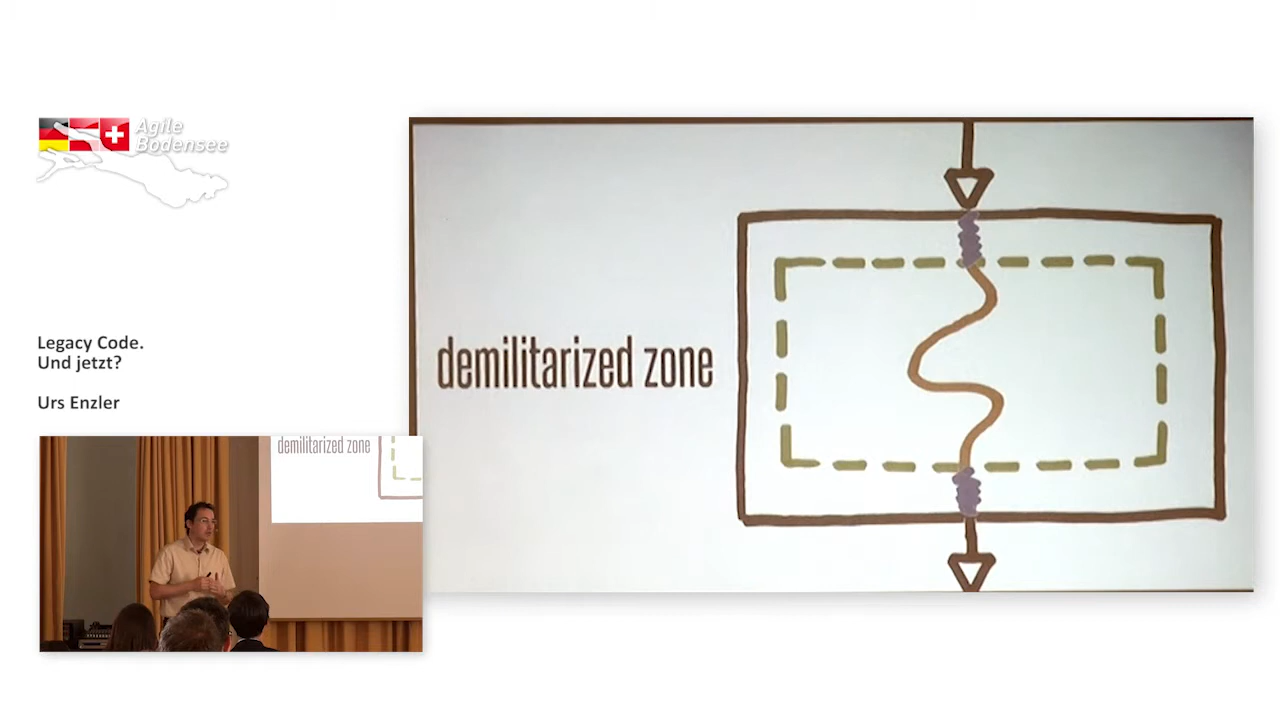 Agile
Bodensee
Legacy Code.
Und jetzt?
Urs Enzler
demilitarized zone
demilitarized zone